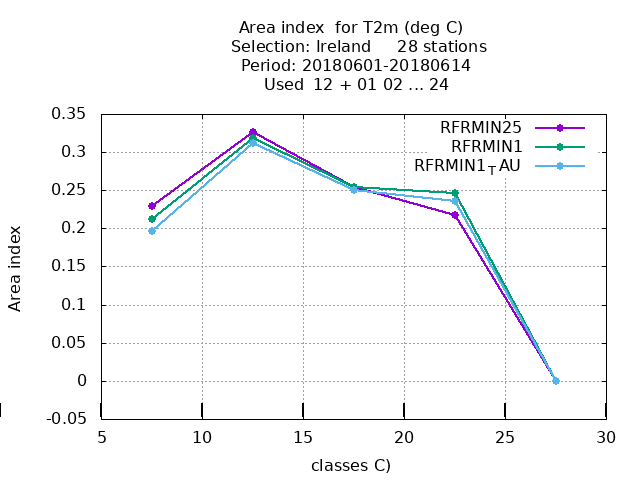 Area index  for T2m (deg C)
Selection: Ireland     28 stations
Period: 20180601-20180614
Used  12 + 01 02 ... 24
RFRMIN25
RFRMIN1
RFRMIN1TAU
0.35
0.3
0.25
0.2
0.15
0.1
0.05
0
-0.05
Area index
5 10 15 20 25 30
classes C)